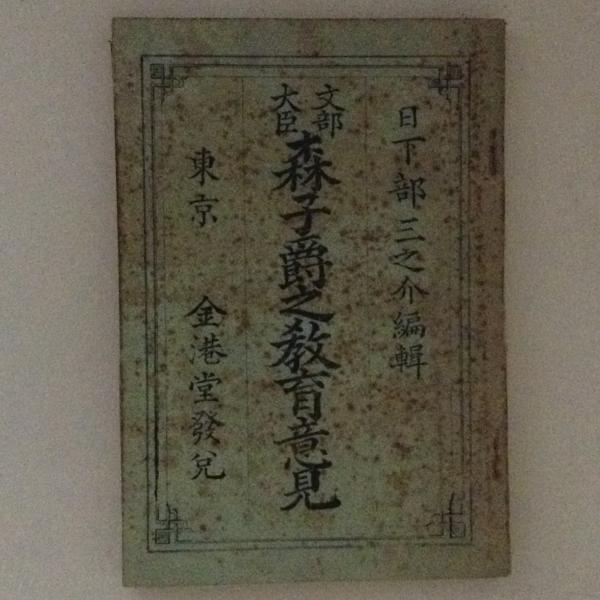 日下部三之介編輯
文部大臣
森子爵之敎育意見
東京 金港堂發兌